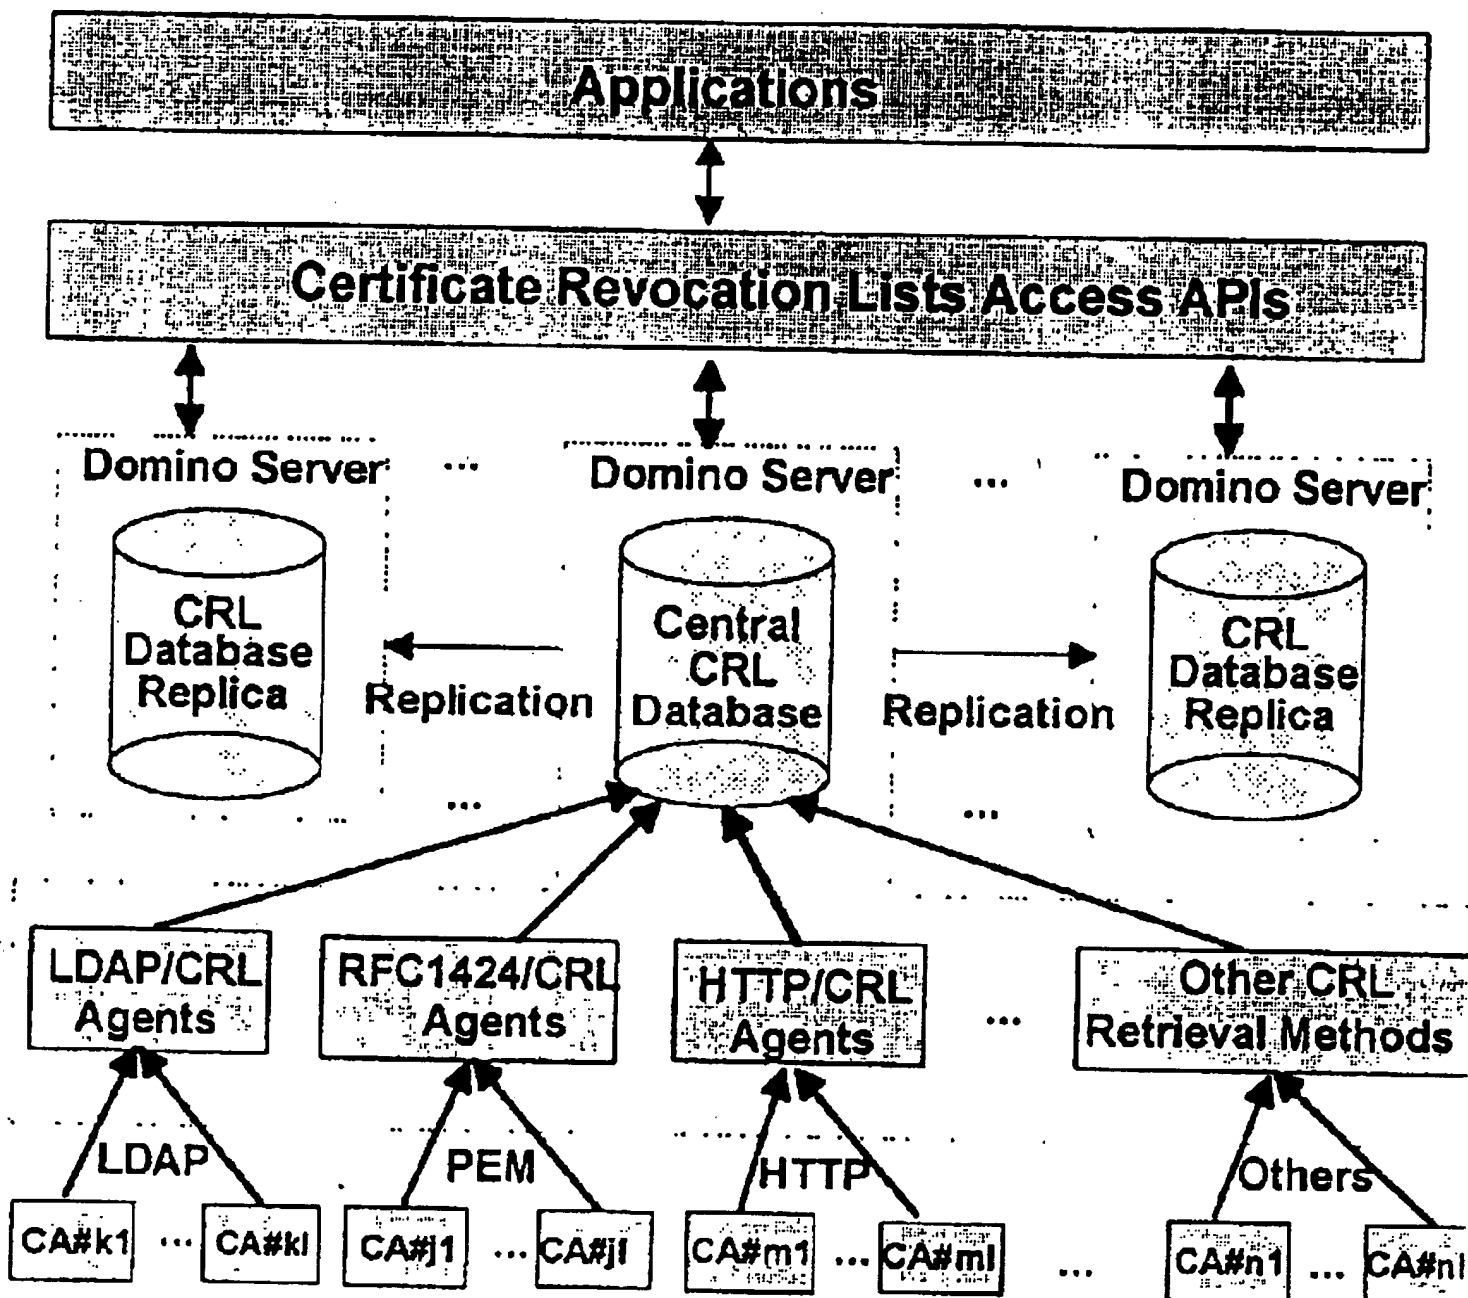 Applications
Certificate Revocation Lists Access APIs
Domino Server
...
Domino Server
...
Domino Server
CRL
Database
Replica
Replication
Central
CRL
Database
Replication
CRL
Database
Replica
...
...
LDAP/CRL
Agents
RFC1424/CRL
Agents
HTTP/CRL
Agents
...
Other CRL
Retrieval Methods
LDAP
PEM
HTTP
Others
CA#k1
...
CA#kl
CA#j1
...
CA#jl
CA#m1
...
CA#ml
...
CA#n1
...
CA#nl